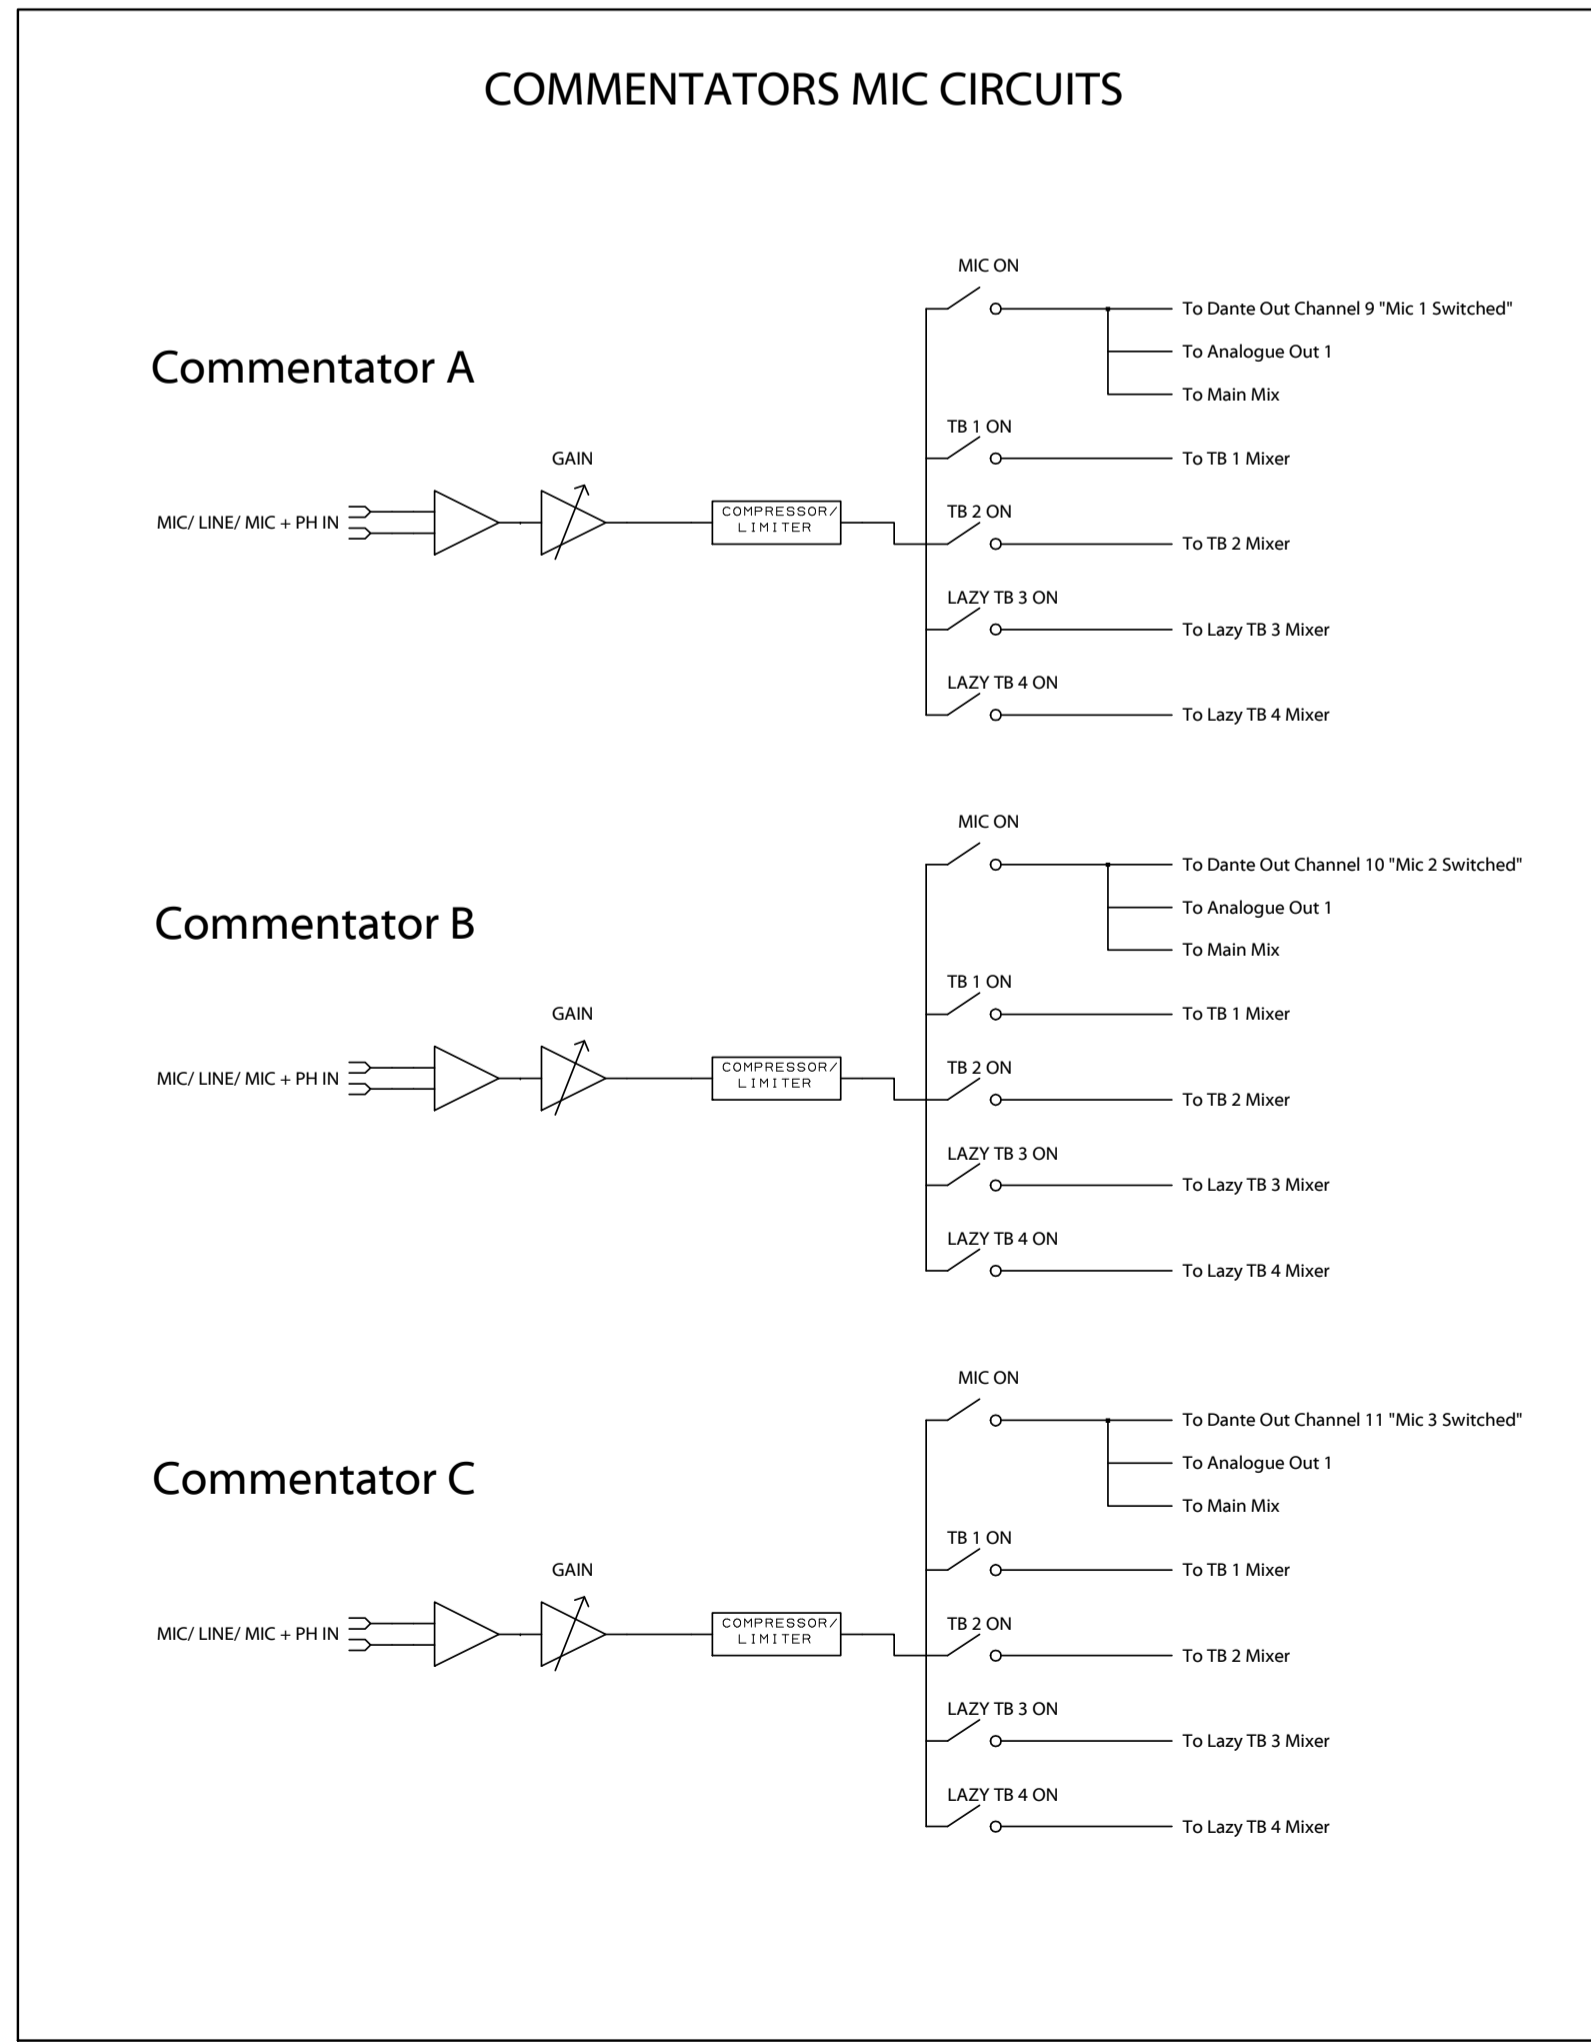 COMMENTATORS MIC CIRCUITS
MIC ON
To Dante Out Channel 9 "Mic 1 Switched"
Commentator A
To Analogue Out 1
To Main Mix
TB 1 ON
GAIN
To TB 1 Mixer
MIC/ LINE/ MIC + PH IN
COMPRESSOR/
LIMITER
TB 2 ON
To TB 2 Mixer
LAZY TB 3 ON
To Lazy TB 3 Mixer
LAZY TB 4 ON
To Lazy TB 4 Mixer
MIC ON
To Dante Out Channel 10 "Mic 2 Switched"
Commentator B
To Analogue Out 1
To Main Mix
TB 1 ON
GAIN
To TB 1 Mixer
MIC/ LINE/ MIC + PH IN
COMPRESSOR/
LIMITER
TB 2 ON
To TB 2 Mixer
LAZY TB 3 ON
To Lazy TB 3 Mixer
LAZY TB 4 ON
To Lazy TB 4 Mixer
MIC ON
To Dante Out Channel 11 "Mic 3 Switched"
Commentator C
To Analogue Out 1
To Main Mix
TB 1 ON
GAIN
To TB 1 Mixer
MIC/ LINE/ MIC + PH IN
COMPRESSOR/
LIMITER
TB 2 ON
To TB 2 Mixer
LAZY TB 3 ON
To Lazy TB 3 Mixer
LAZY TB 4 ON
To Lazy TB 4 Mixer